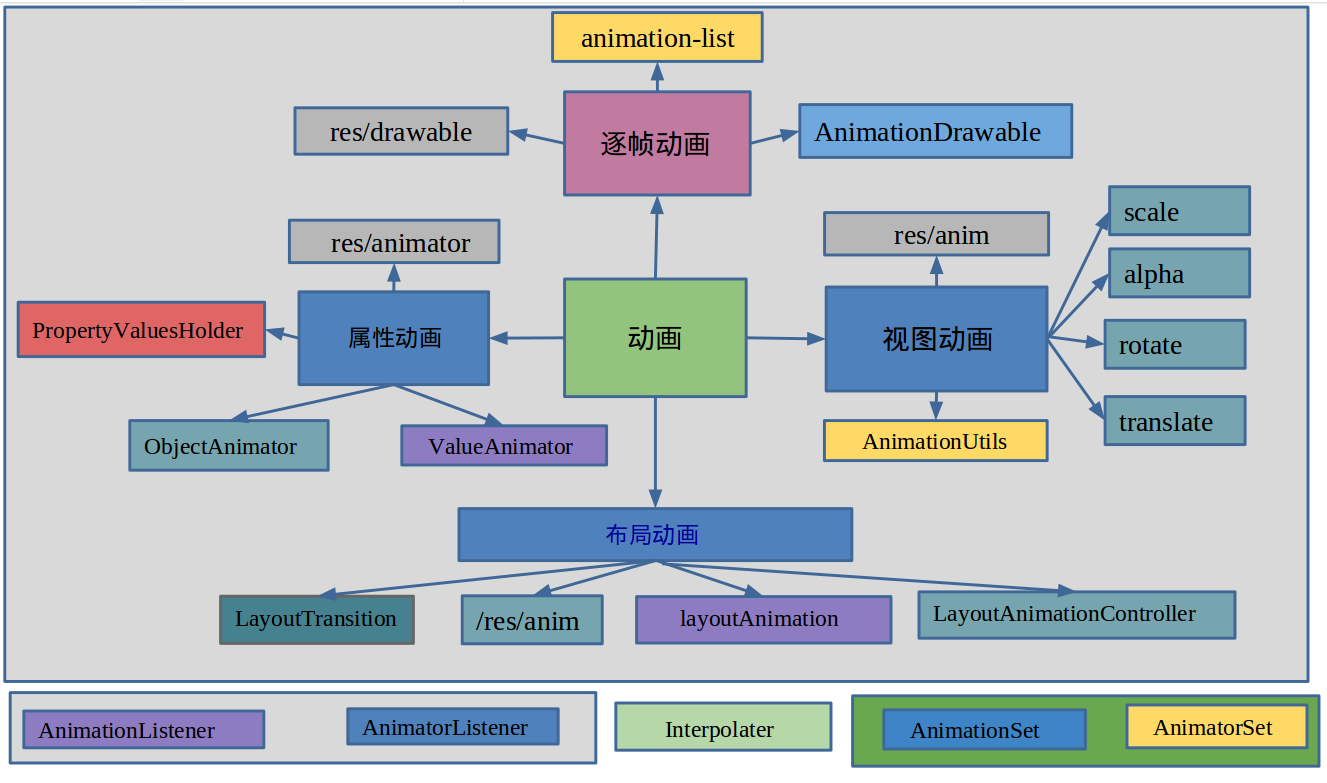 animation-list
res/drawable
逐帧动画
AnimationDrawable
res/animator
res/anim
scale
alpha
PropertyValuesHolder
属性动画
动画
视图动画
rotate
translate
ObjectAnimator
ValueAnimator
AnimationUtils
布局动画
LayoutTransition
/res/anim
layoutAnimation
LayoutAnimationController
AnimationListener
AnimatorListener
Interpolater
AnimationSet
AnimatorSet